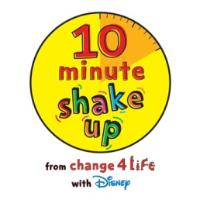 10
minute
shake
up
from change 4 Life
with Disney